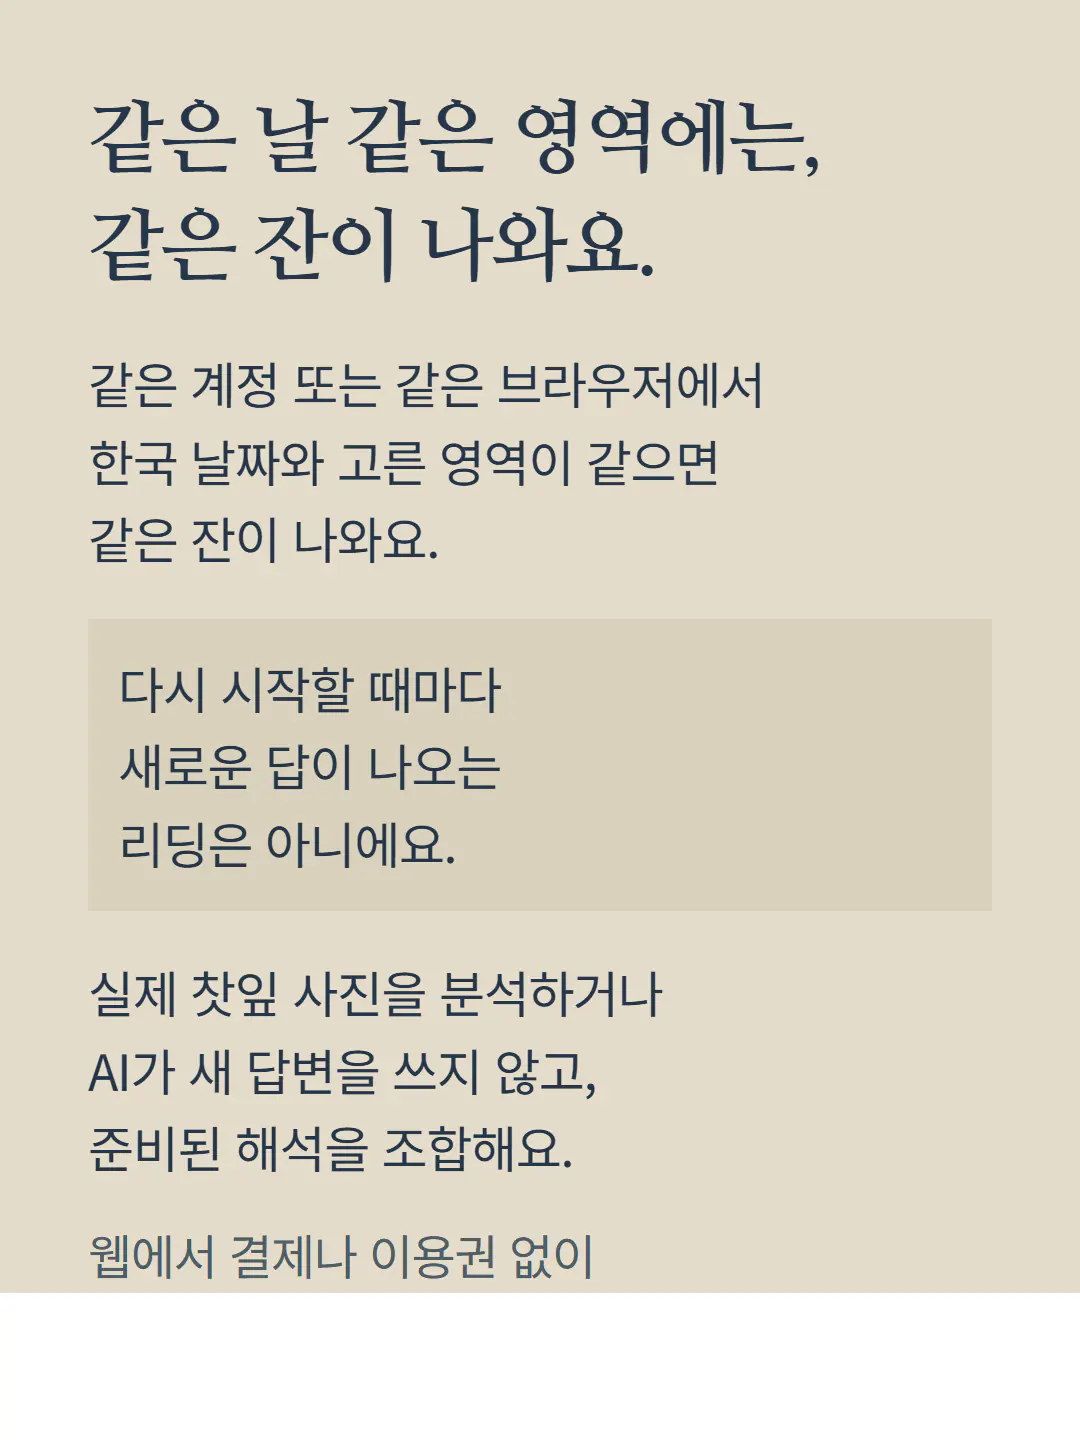 같은 날 같은 영역에는,
같은 잔이 나와요.
같은 계정 또는 같은 브라우저에서
한국 날짜와 고른 영역이 같으면
같은 잔이 나와요.
다시 시작할 때마다
새로운 답이 나오는
리딩은 아니에요.
실제 찻잎 사진을 분석하거나
AI가 새 답변을 쓰지 않고,
준비된 해석을 조합해요.
웹에서 결제나 이용권 없이